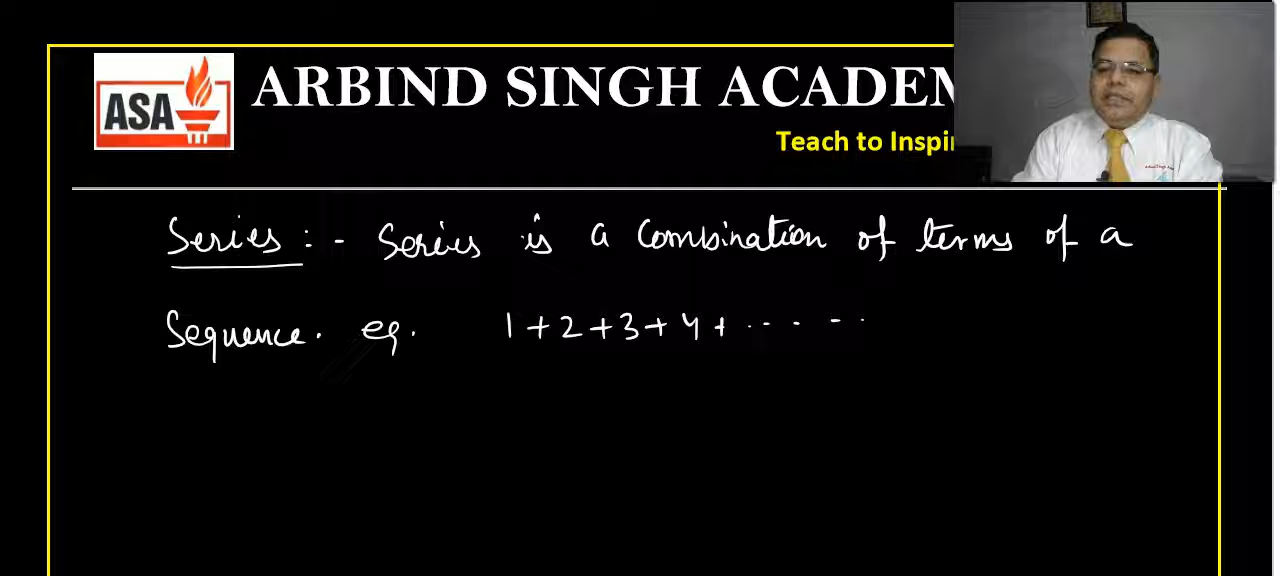 ASA
ARBIND SINGH ACADEM
Teach to Inspi
Series :- Series is a Combination of terms of a
Sequence. eg. 1+2+3+4+.....